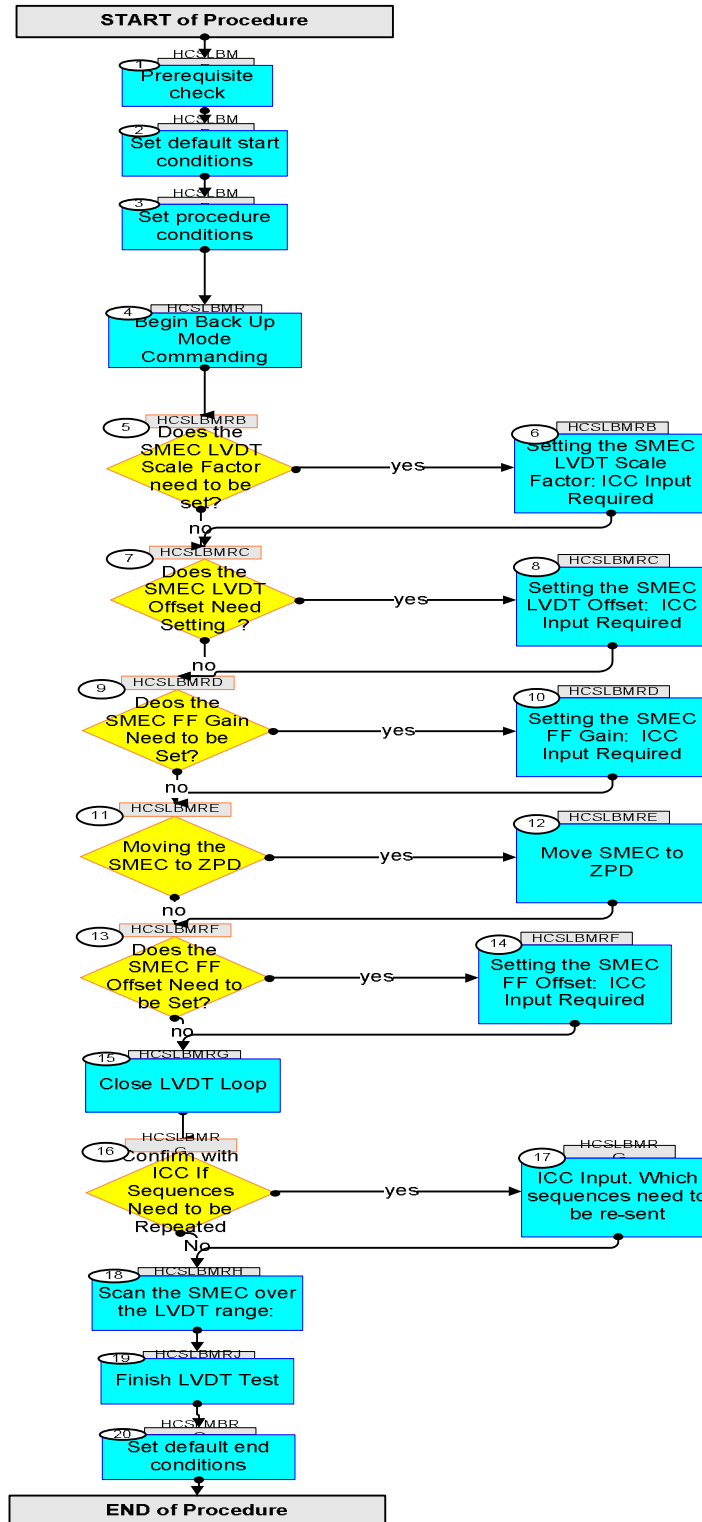 START of Procedure
HCSLBM
1
Prerequisite
check
HCSLBM
2
Set default start
conditions
HCSLBM
3
Set procedure
conditions
HCSLBMR
4
Begin Back Up
Mode
Commanding
HCSLBMRB
5
Does the
SMEC LVDT
Scale Factor
need to be
set?
yes
no
HCSLBMRB
6
Setting the SMEC
LVDT Scale
Factor: ICC Input
Required
HCSLBMRC
7
Does the
SMEC LVDT
Offset Need
Setting ?
yes
no
HCSLBMRC
8
Setting the SMEC
LVDT Offset: ICC
Input Required
HCSLBMRD
9
Deos the
SMEC FF Gain
Need to be
Set?
yes
no
HCSLBMRD
10
Setting the SMEC
FF Gain: ICC
Input Required
HCSLBMRE
11
Moving the
SMEC to ZPD
yes
no
HCSLBMRE
12
Move SMEC to
ZPD
HCSLBMRF
13
Does the
SMEC FF
Offset Need to
be Set?
yes
no
HCSLBMRF
14
Setting the SMEC
FF Offset: ICC
Input Required
HCSLBMRG
15
Close LVDT Loop
HCSLBMR
G
16
Confirm with
ICC If
Sequences
Need to be
Repeated
yes
No
HCSLBMR
G
17
ICC Input. Which
sequences need to
be re-sent
HCSLBMRH
18
Scan the SMEC over
the LVDT range:
HCSLBMRJ
19
Finish LVDT Test
HCSMBR
20
Set default end
conditions
END of Procedure